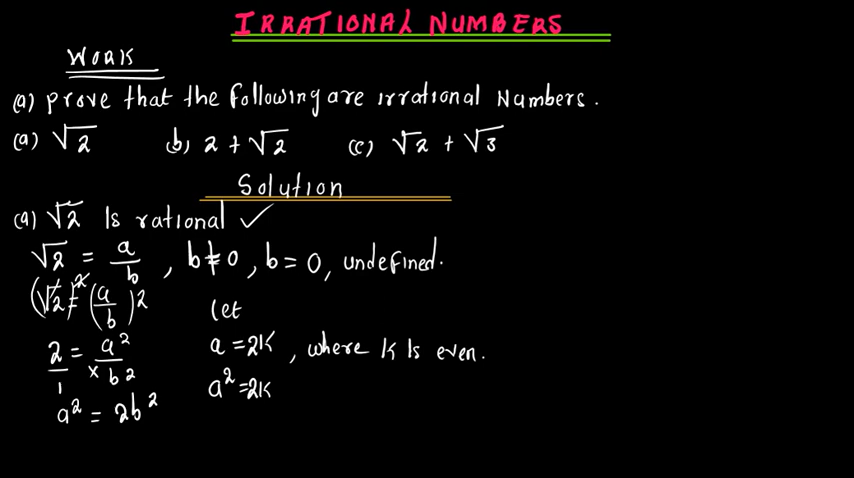 IRRATIONAL NUMBERS
WORK
(a) prove that the following are irrational Numbers.
(a) √2 (b) 2 + √2 (c) √2 + √3
Solution
(a) √2 Is rational ✓
√2 = a/b , b ≠ 0 , b = 0, undefined.
(√2)² = (a/b)²
let
2/1 = a²/b²
×
a = 2K , where K Is even.
a² = 2K
a² = 2b²